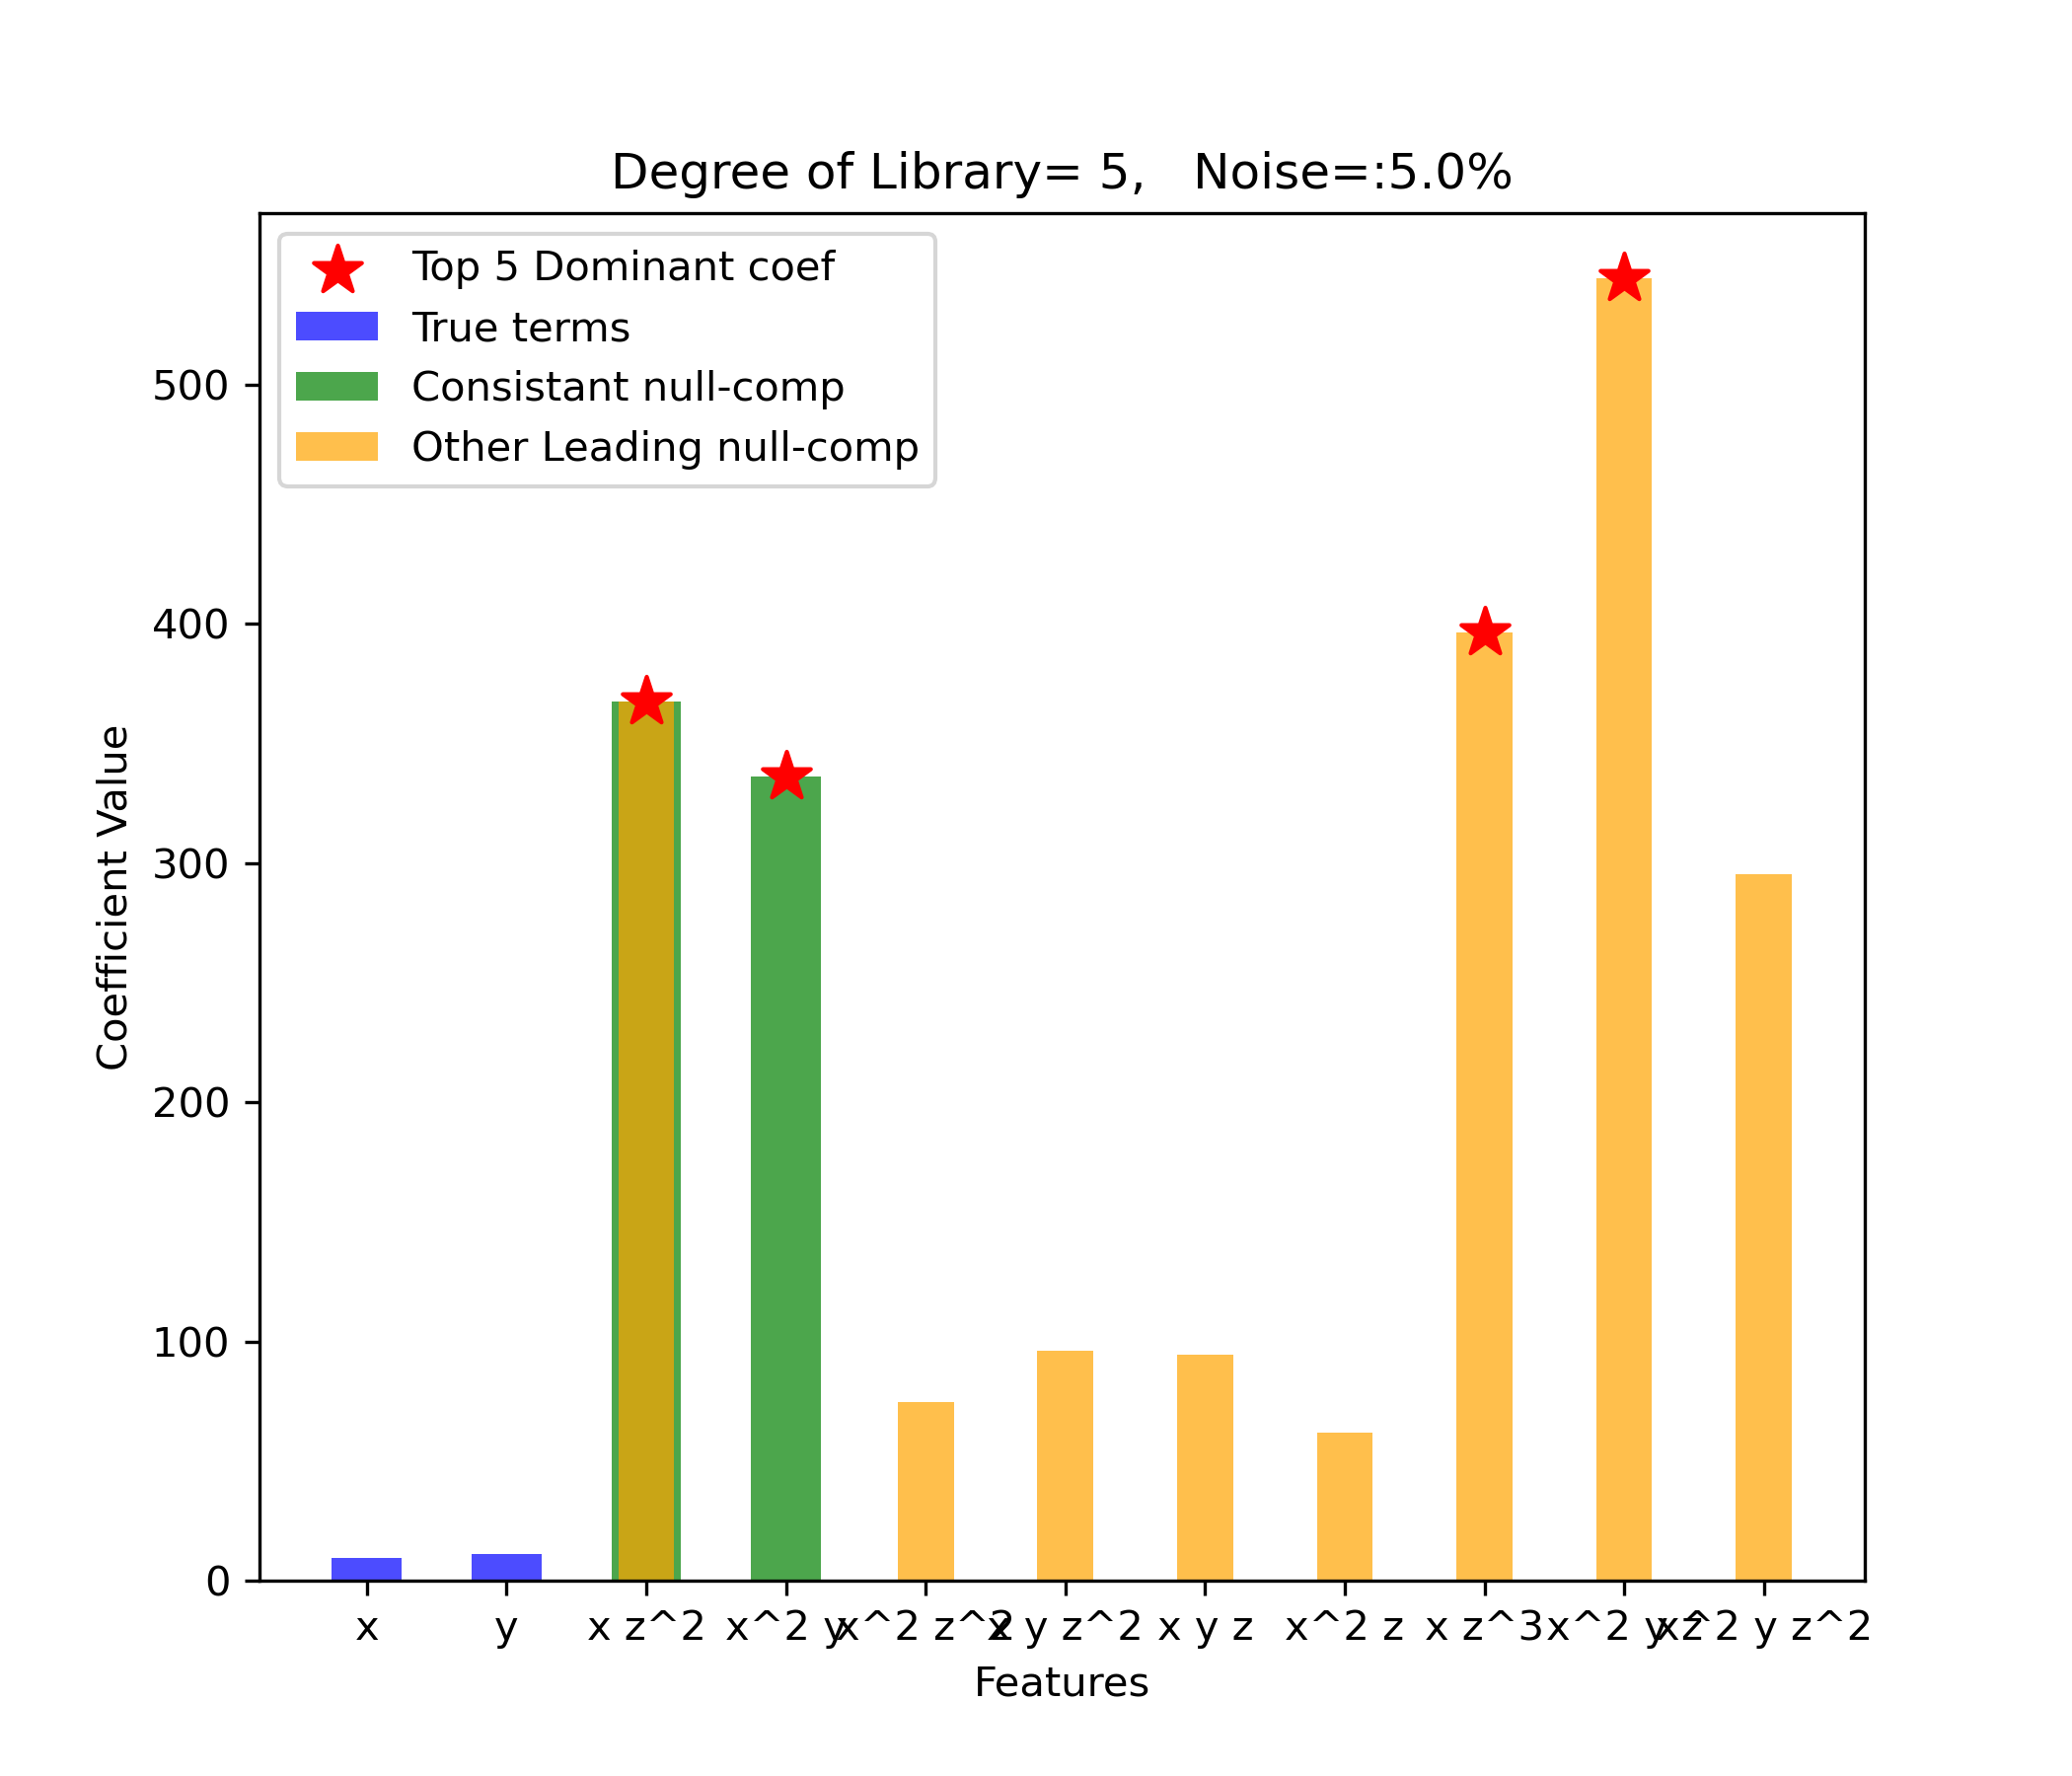 Degree of Library= 5,   Noise=:5.0%
Top 5 Dominant coef
True terms
Consistant null-comp
Other Leading null-comp
500
400
300
200
100
0
Coefficient Value
x y x z^2 x^2 y x^2 z^2 x y z^2 x y z x^2 z x z^3 x^2 y z x^2 y z^2
Features